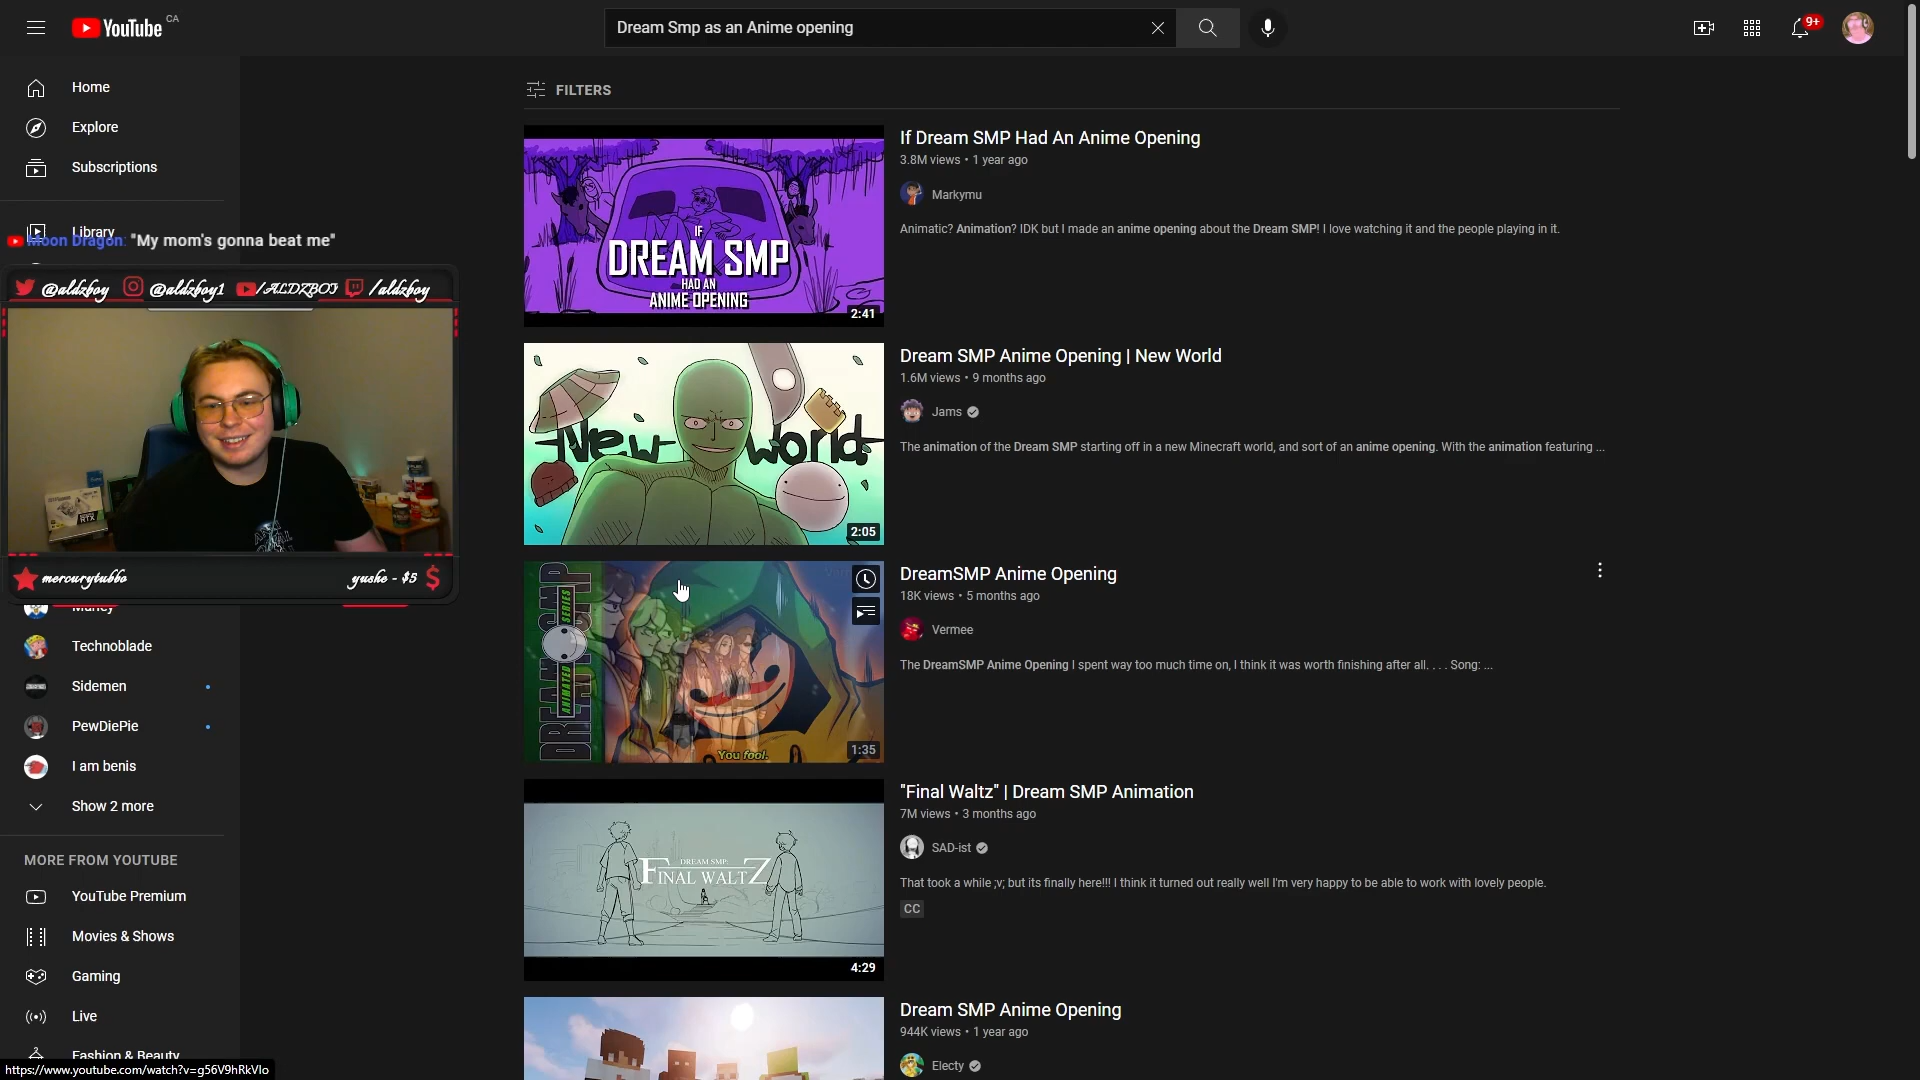 YouTube CA
Dream Smp as an Anime opening
9+
Home
Explore
Subscriptions
Library
Moon Dragon: "My mom's gonna beat me"
@aldzboy @aldzboy1 /ALDZBOY /aldzboy
mercurytubbo
yushe - $5
Technoblade
Sidemen
PewDiePie
I am benis
Show 2 more
MORE FROM YOUTUBE
YouTube Premium
Movies & Shows
Gaming
Live
Fashion & Beauty
https://www.youtube.com/watch?v=g56V9hRkVIo
FILTERS
IF
DREAM SMP
HAD AN
ANIME OPENING
2:41
If Dream SMP Had An Anime Opening
3.8M views • 1 year ago
Markymu
Animatic? Animation? IDK but I made an anime opening about the Dream SMP! I love watching it and the people playing in it.
New World
2:05
Dream SMP Anime Opening | New World
1.6M views • 9 months ago
Jams
The animation of the Dream SMP starting off in a new Minecraft world, and sort of an anime opening. With the animation featuring ...
DREAM SMP
ANIMATED SERIES
You fool.
1:35
DreamSMP Anime Opening
18K views • 5 months ago
Vermee
The DreamSMP Anime Opening I spent way too much time on, I think it was worth finishing after all. . . . Song: ...
DREAM SMP:
FINAL WALTZ
4:29
"Final Waltz" | Dream SMP Animation
7M views • 3 months ago
SAD-ist
That took a while ;v; but its finally here!!! I think it turned out really well I'm very happy to be able to work with lovely people.
CC
Dream SMP Anime Opening
944K views • 1 year ago
Electy